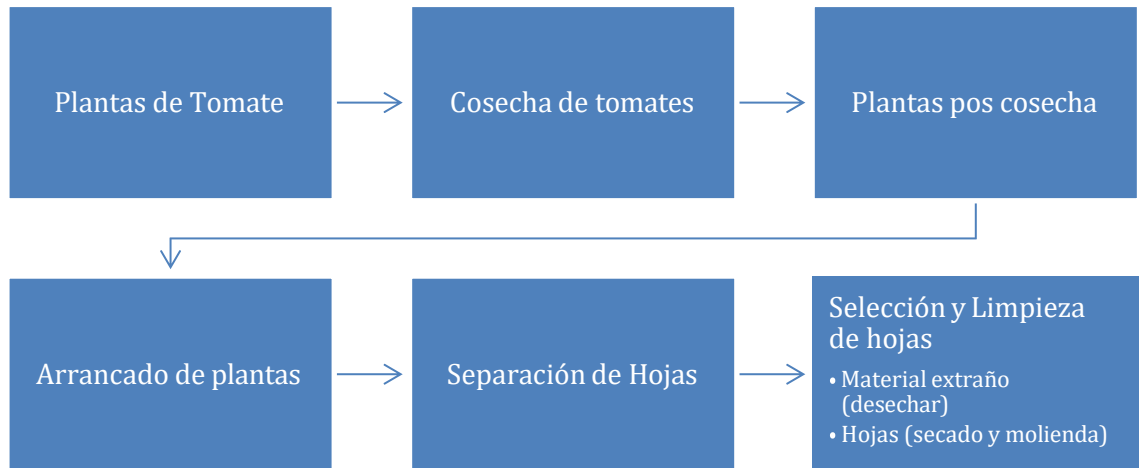 Plantas de Tomate
Cosecha de tomates
Plantas pos cosecha
Arrancado de plantas
Separación de Hojas
Selección y Limpieza
de hojas
• Material extraño
(desechar)
• Hojas (secado y molienda)